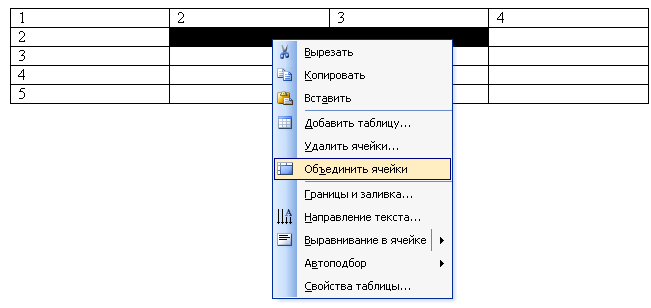 1 2 3 4
2
3
4
5
Вырезать
Копировать
Вставить
Добавить таблицу...
Удалить ячейки...
Объединить ячейки
Границы и заливка...
Направление текста...
Выравнивание в ячейке
Автоподбор
Свойства таблицы...